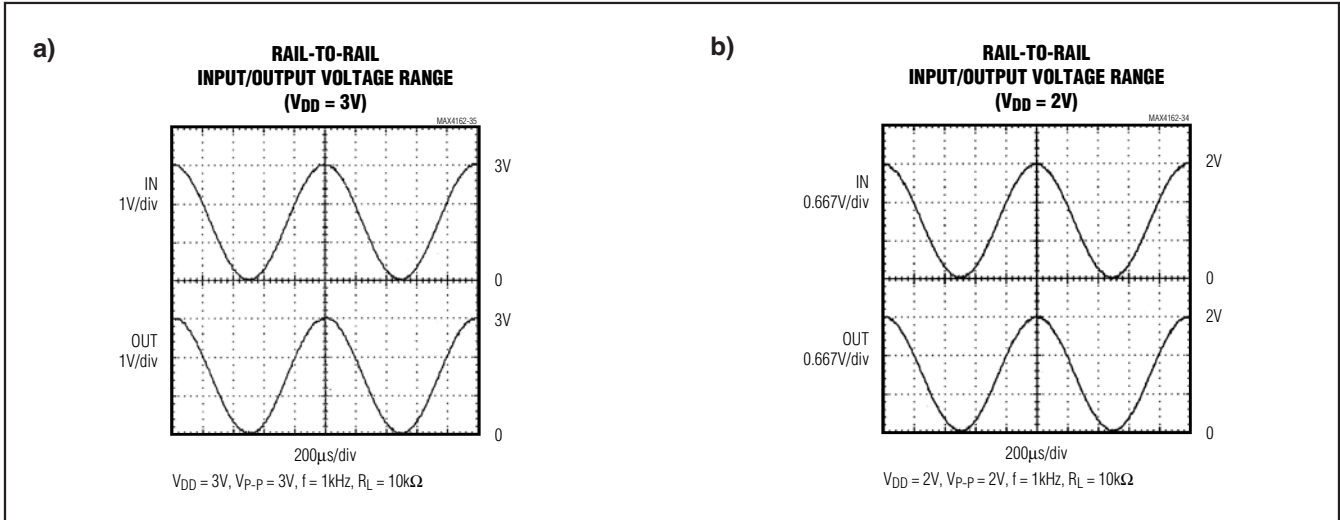 a)
RAIL-TO-RAIL
INPUT/OUTPUT VOLTAGE RANGE
(VDD = 3V)
MAX4162-35
IN
1V/div
3V
0
OUT
1V/div
3V
0
200µs/div
VDD = 3V, VP-P = 3V, f = 1kHz, RL = 10kΩ
b)
RAIL-TO-RAIL
INPUT/OUTPUT VOLTAGE RANGE
(VDD = 2V)
MAX4162-34
IN
0.667V/div
2V
0
OUT
0.667V/div
2V
0
200µs/div
VDD = 2V, VP-P = 2V, f = 1kHz, RL = 10kΩ